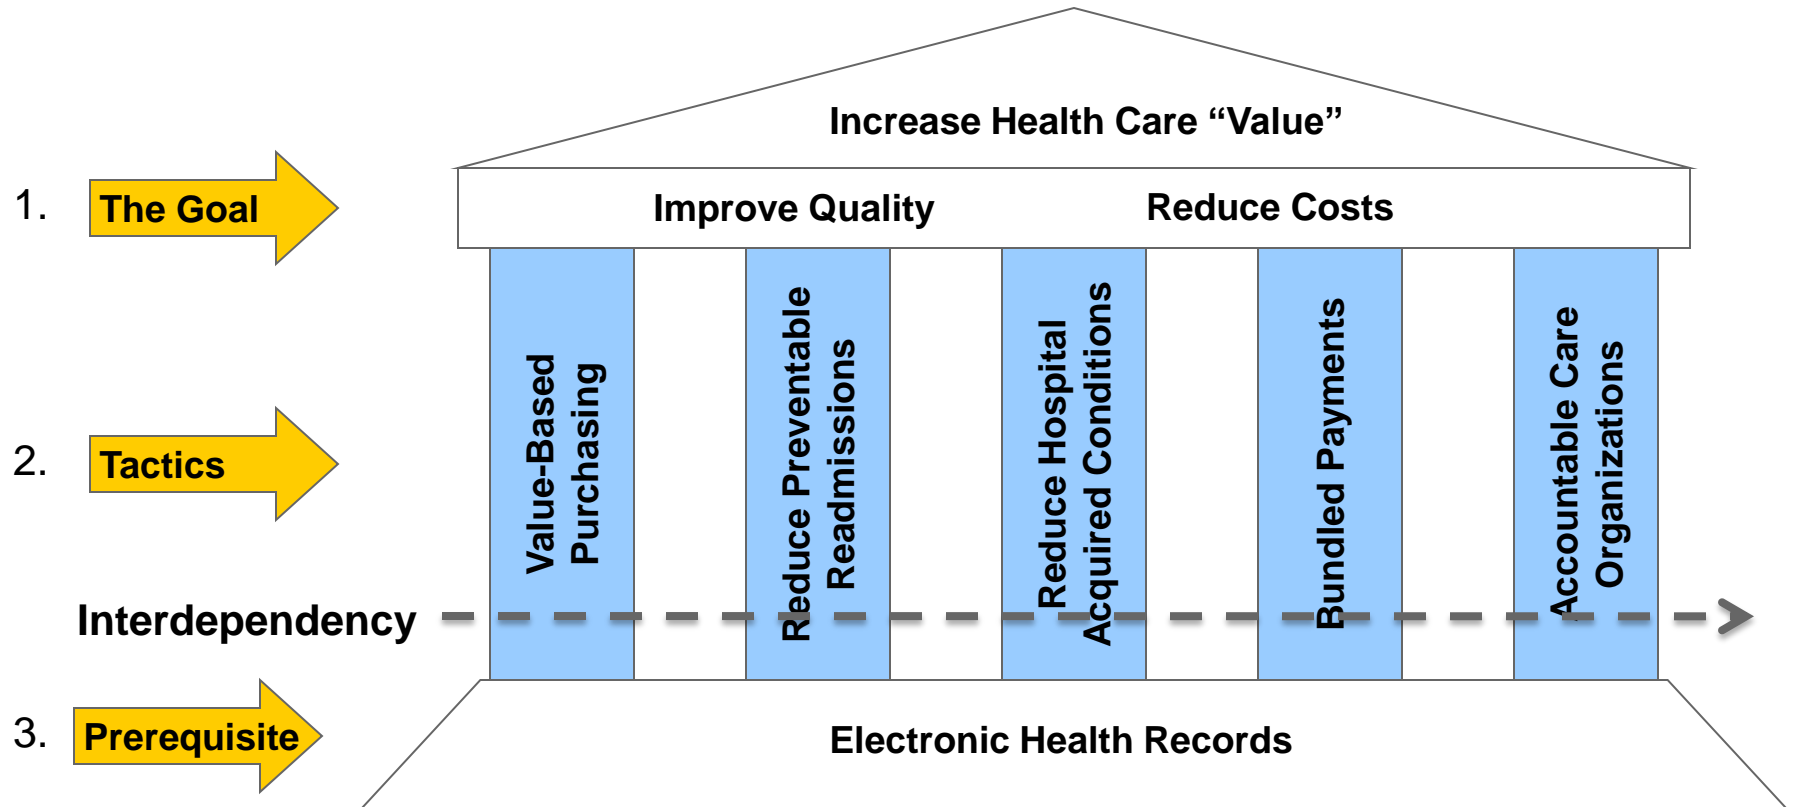 Increase Health Care “Value”
1.
The Goal
Improve Quality
Reduce Costs
2.
Tactics
Value-Based
Purchasing
Reduce Preventable
Readmissions
Reduce Hospital
Acquired Conditions
Bundled Payments
Accountable Care
Organizations
Interdependency
3.
Prerequisite
Electronic Health Records